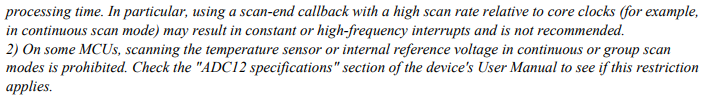 processing time. In particular, using a scan-end callback with a high scan rate relative to core clocks (for example,
in continuous scan mode) may result in constant or high-frequency interrupts and is not recommended.
2) On some MCUs, scanning the temperature sensor or internal reference voltage in continuous or group scan
modes is prohibited. Check the "ADC12 specifications" section of the device's User Manual to see if this restriction
applies.